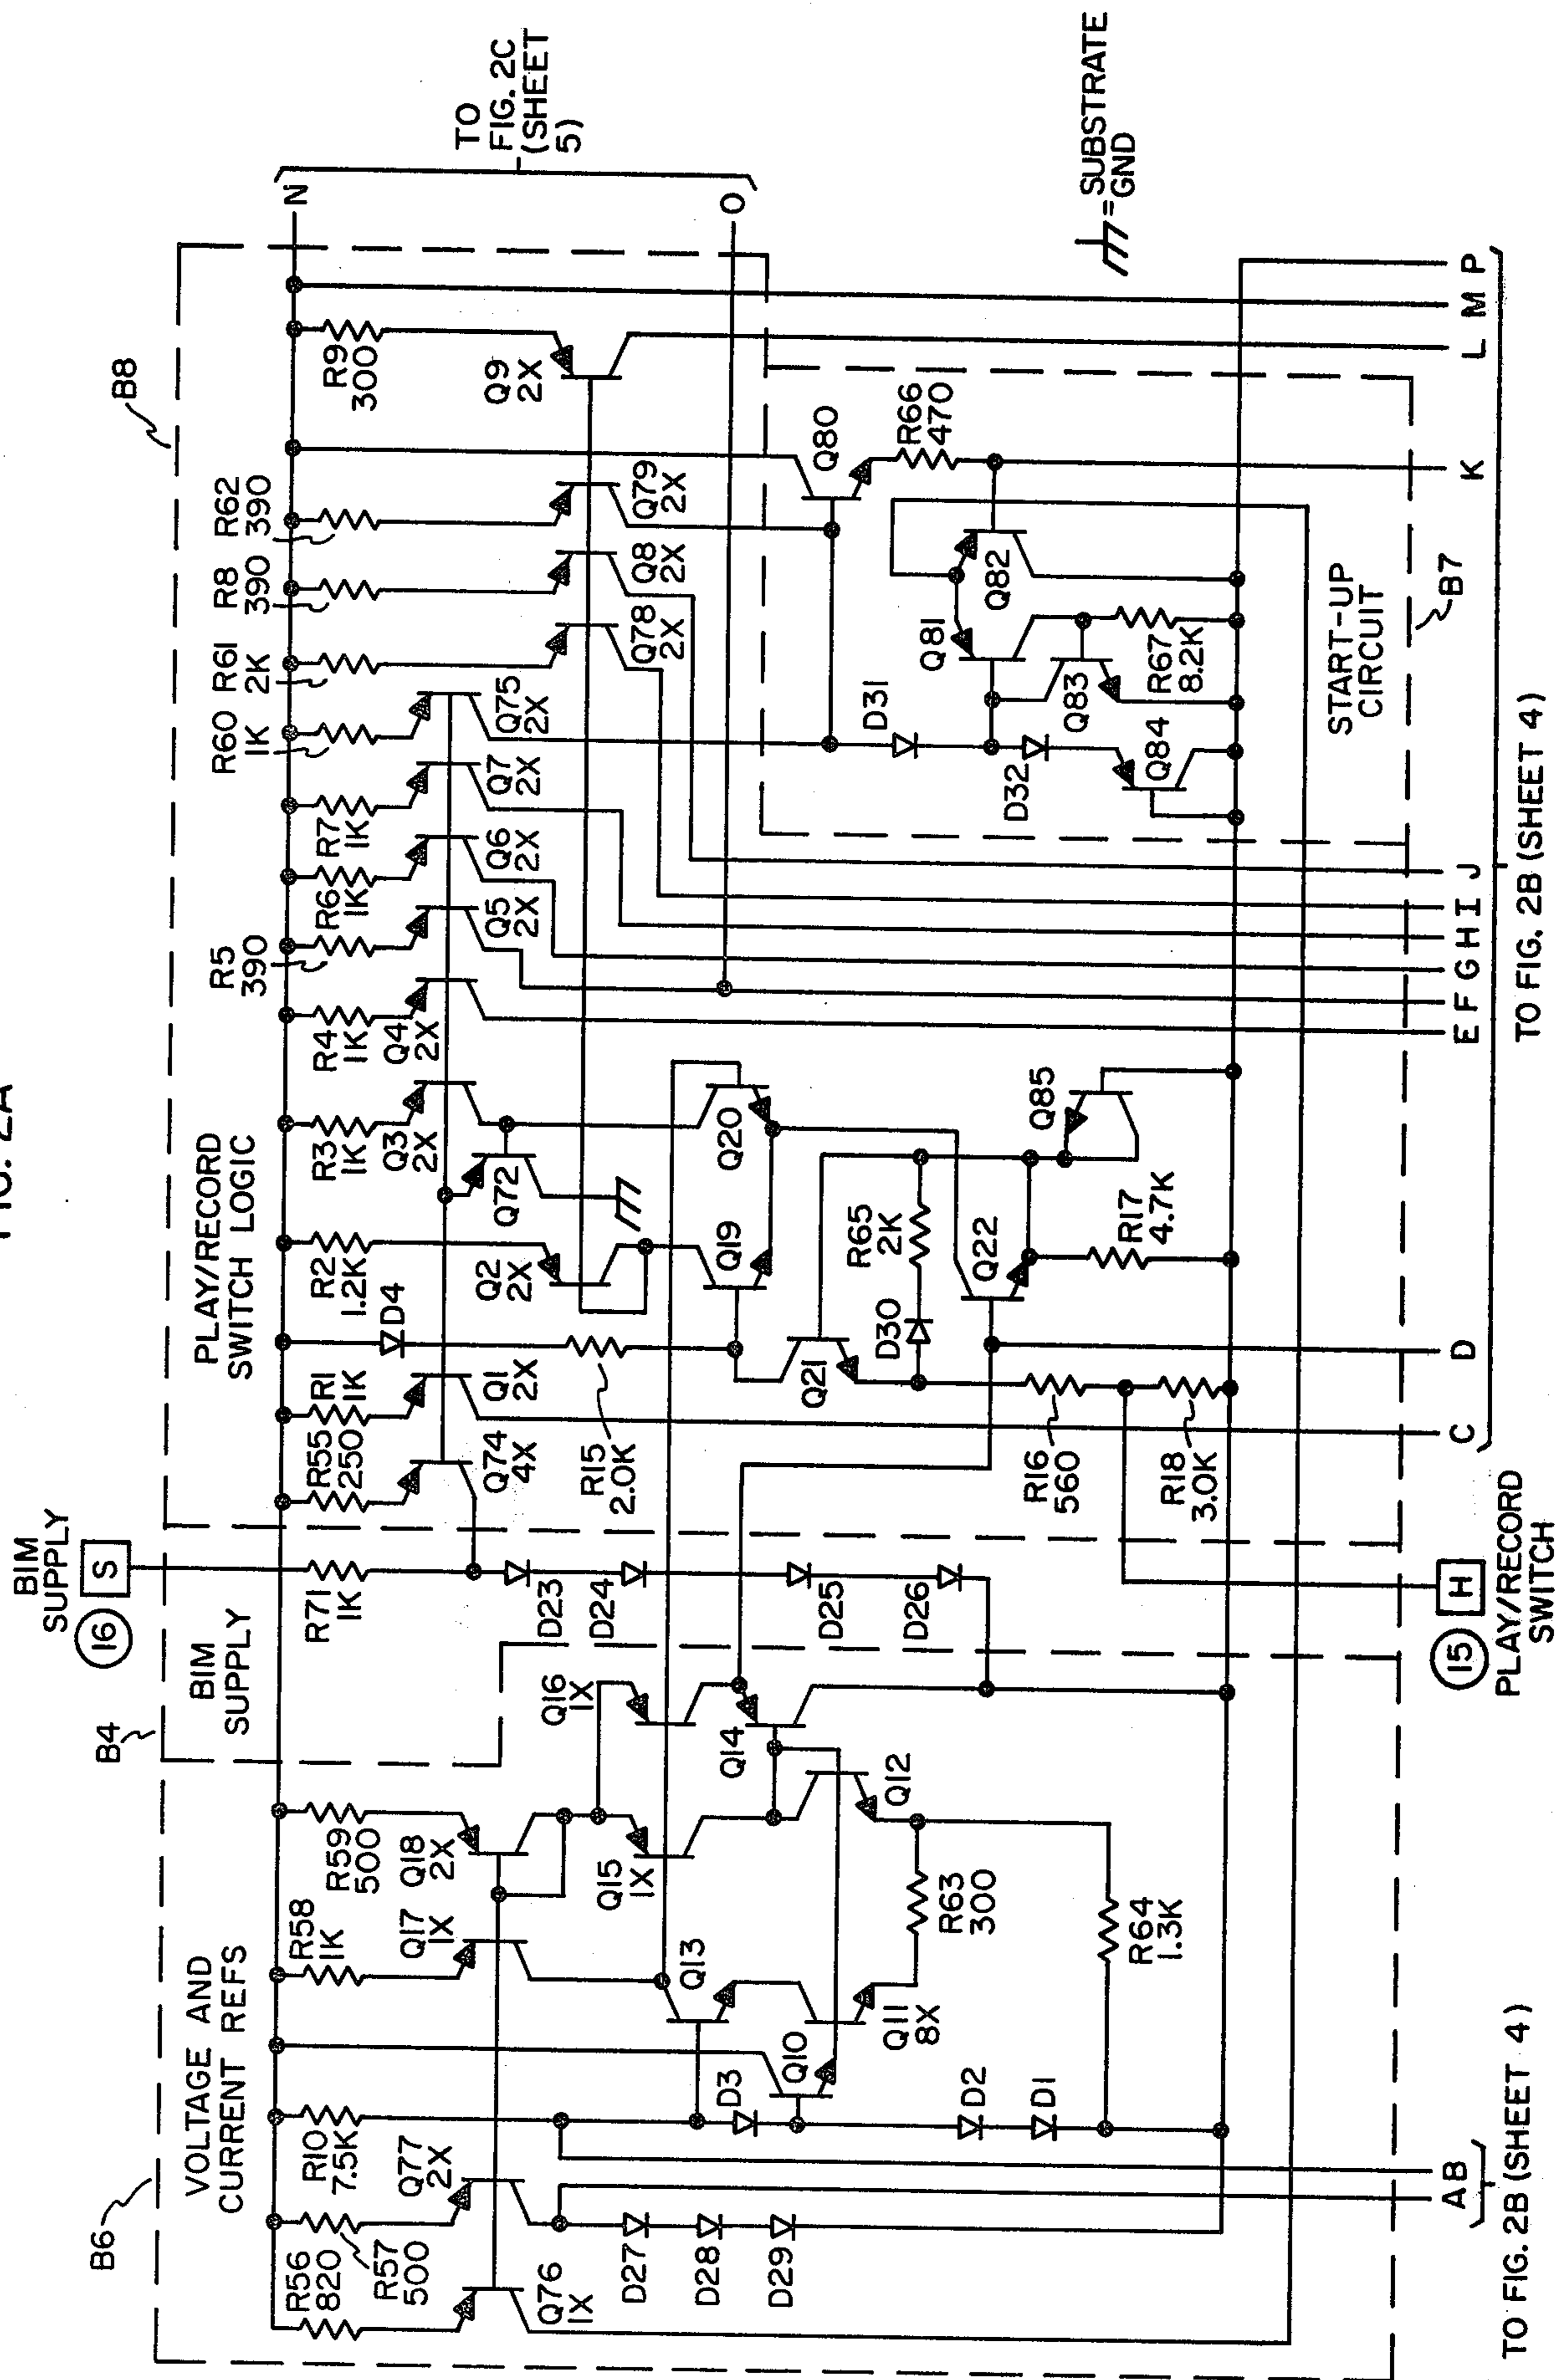 FIG. 2A
B6
VOLTAGE AND
CURRENT REFS
B4
BIM
SUPPLY
BIM
SUPPLY
16
S
PLAY/RECORD
SWITCH LOGIC
B8
TO
FIG. 2C
(SHEET
5)
N
O
R56
820
R57
500
R10
7.5K
R58
1K
R59
500
R71
1K
R55
250
R1
1K
D4
R2
1.2K
R3
1K
R4
1K
R5
390
R6
1K
R7
1K
R60
1K
R61
2K
R8
390
R62
390
R9
300
Q76
1X
Q77
2X
Q17
1X
Q18
2X
Q15
1X
Q16
1X
Q74
4X
Q1
2X
Q2
2X
Q72
Q3
2X
Q4
2X
Q5
2X
Q6
2X
Q7
2X
Q75
2X
Q78
2X
Q8
2X
Q79
2X
Q9
2X
D27
D28
D29
D3
D2
D1
Q13
Q10
Q11
8X
Q14
Q12
R63
300
R64
1.3K
D23
D24
D25
D26
R15
2.0K
Q19
Q20
Q21
D30
R65
2K
Q22
Q85
R17
4.7K
R16
560
R18
3.0K
Q80
R66
470
D31
Q81
Q82
D32
Q83
R67
8.2K
Q84
START-UP
CIRCUIT
B7
=SUBSTRATE
GND
A B
TO FIG. 2B (SHEET 4)
15
H
PLAY/RECORD
SWITCH
C D E F G H I J K L M P
TO FIG. 2B (SHEET 4)